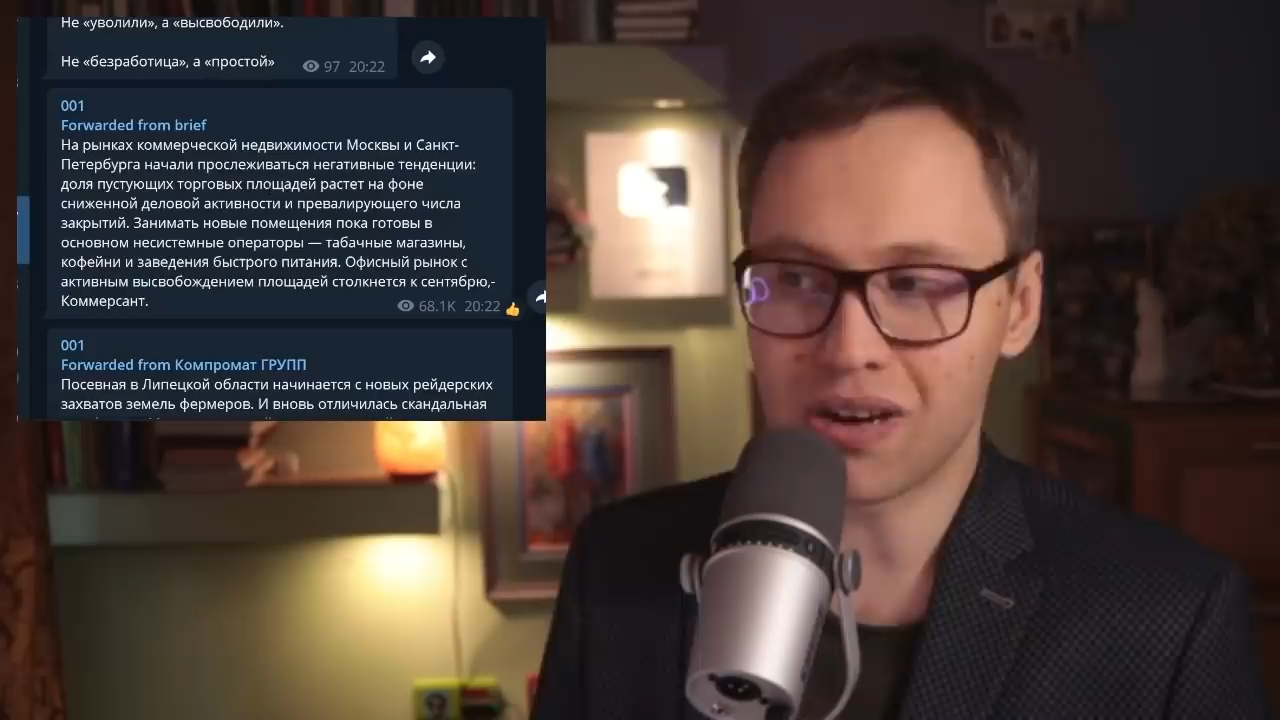 Не «уволили», а «высвободили».
Не «безработица», а «простой»
97 20:22
001
Forwarded from brief
На рынках коммерческой недвижимости Москвы и Санкт-
Петербурга начали прослеживаться негативные тенденции:
доля пустующих торговых площадей растет на фоне
сниженной деловой активности и превалирующего числа
закрытий. Занимать новые помещения пока готовы в
основном несистемные операторы — табачные магазины,
кофейни и заведения быстрого питания. Офисный рынок с
активным высвобождением площадей столкнется к сентябрю,-
Коммерсант.
68.1K 20:22
001
Forwarded from Компромат ГРУПП
Посевная в Липецкой области начинается с новых рейдерских
захватов земель фермеров. И вновь отличилась скандальная